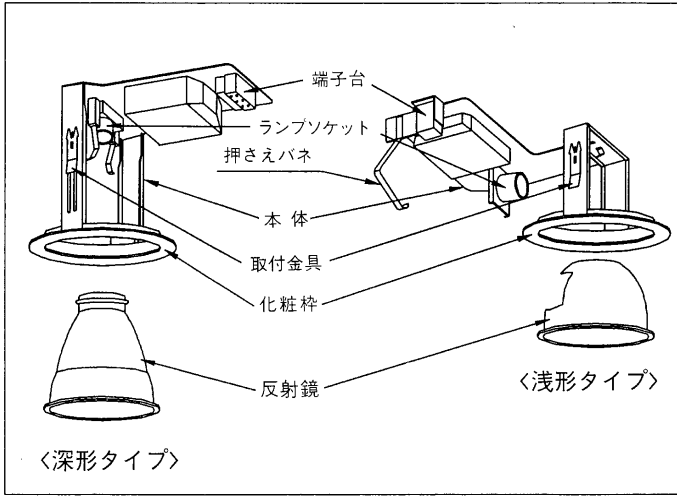 端子台
ランプソケット
押さえバネ
本体
取付金具
化粧枠
反射鏡
〈浅形タイプ〉
〈深形タイプ〉